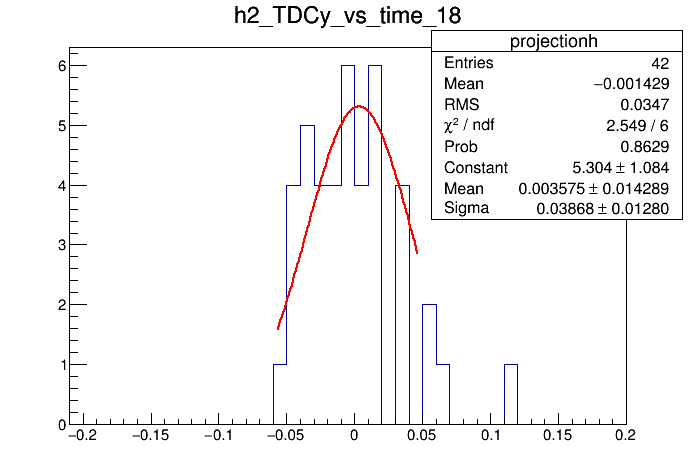 h2_TDCy_vs_time_18
projectionh
Entries 42
Mean −0.001429
RMS 0.0347
χ² / ndf 2.549 / 6
Prob 0.8629
Constant 5.304 ± 1.084
Mean 0.003575 ± 0.014289
Sigma 0.03868 ± 0.01280
6
5
4
3
2
1
0
−0.2 −0.15 −0.1 −0.05 0 0.05 0.1 0.15 0.2